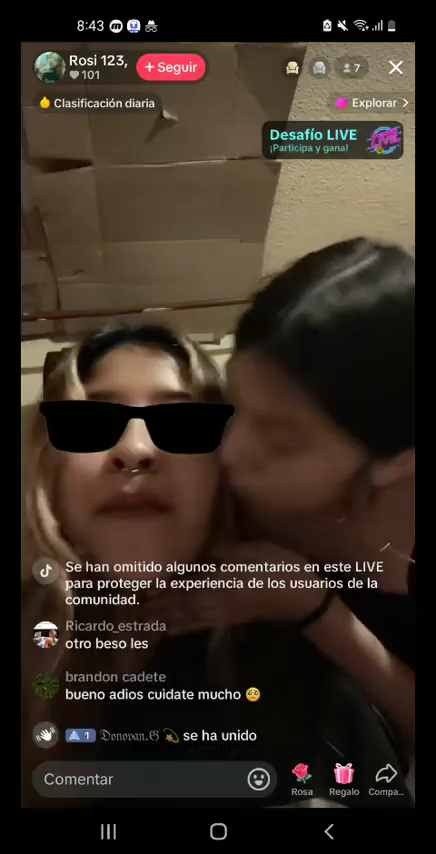 8:43
Rosi 123,
101
+ Seguir
7
Clasificación diaria
Explorar
Desafío LIVE
¡Participa y gana!
LIVE
Se han omitido algunos comentarios en este LIVE
para proteger la experiencia de los usuarios de la
comunidad.
Ricardo_estrada
otro beso les
brandon cadete
bueno adios cuidate mucho 🥺
1 𝔇𝔬𝔫𝔬𝔳𝔞𝔫.𝔖 💫 se ha unido
Comentar
Rosa
Regalo
Compa...